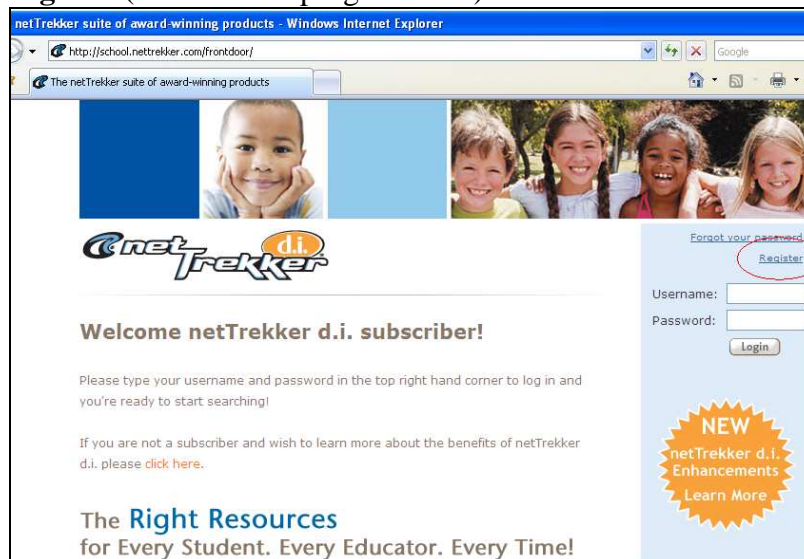 netTrekker suite of award-winning products - Windows Internet Explorer
http://school.nettrekker.com/frontdoor/
Google
The netTrekker suite of award-winning products
net Trekker d.i.
Forgot your password
Register
Username:
Password:
Login
Welcome netTrekker d.i. subscriber!
Please type your username and password in the top right hand corner to log in and
you're ready to start searching!
If you are not a subscriber and wish to learn more about the benefits of netTrekker
d.i. please click here.
NEW
netTrekker d.i.
Enhancements
Learn More
The Right Resources
for Every Student. Every Educator. Every Time!